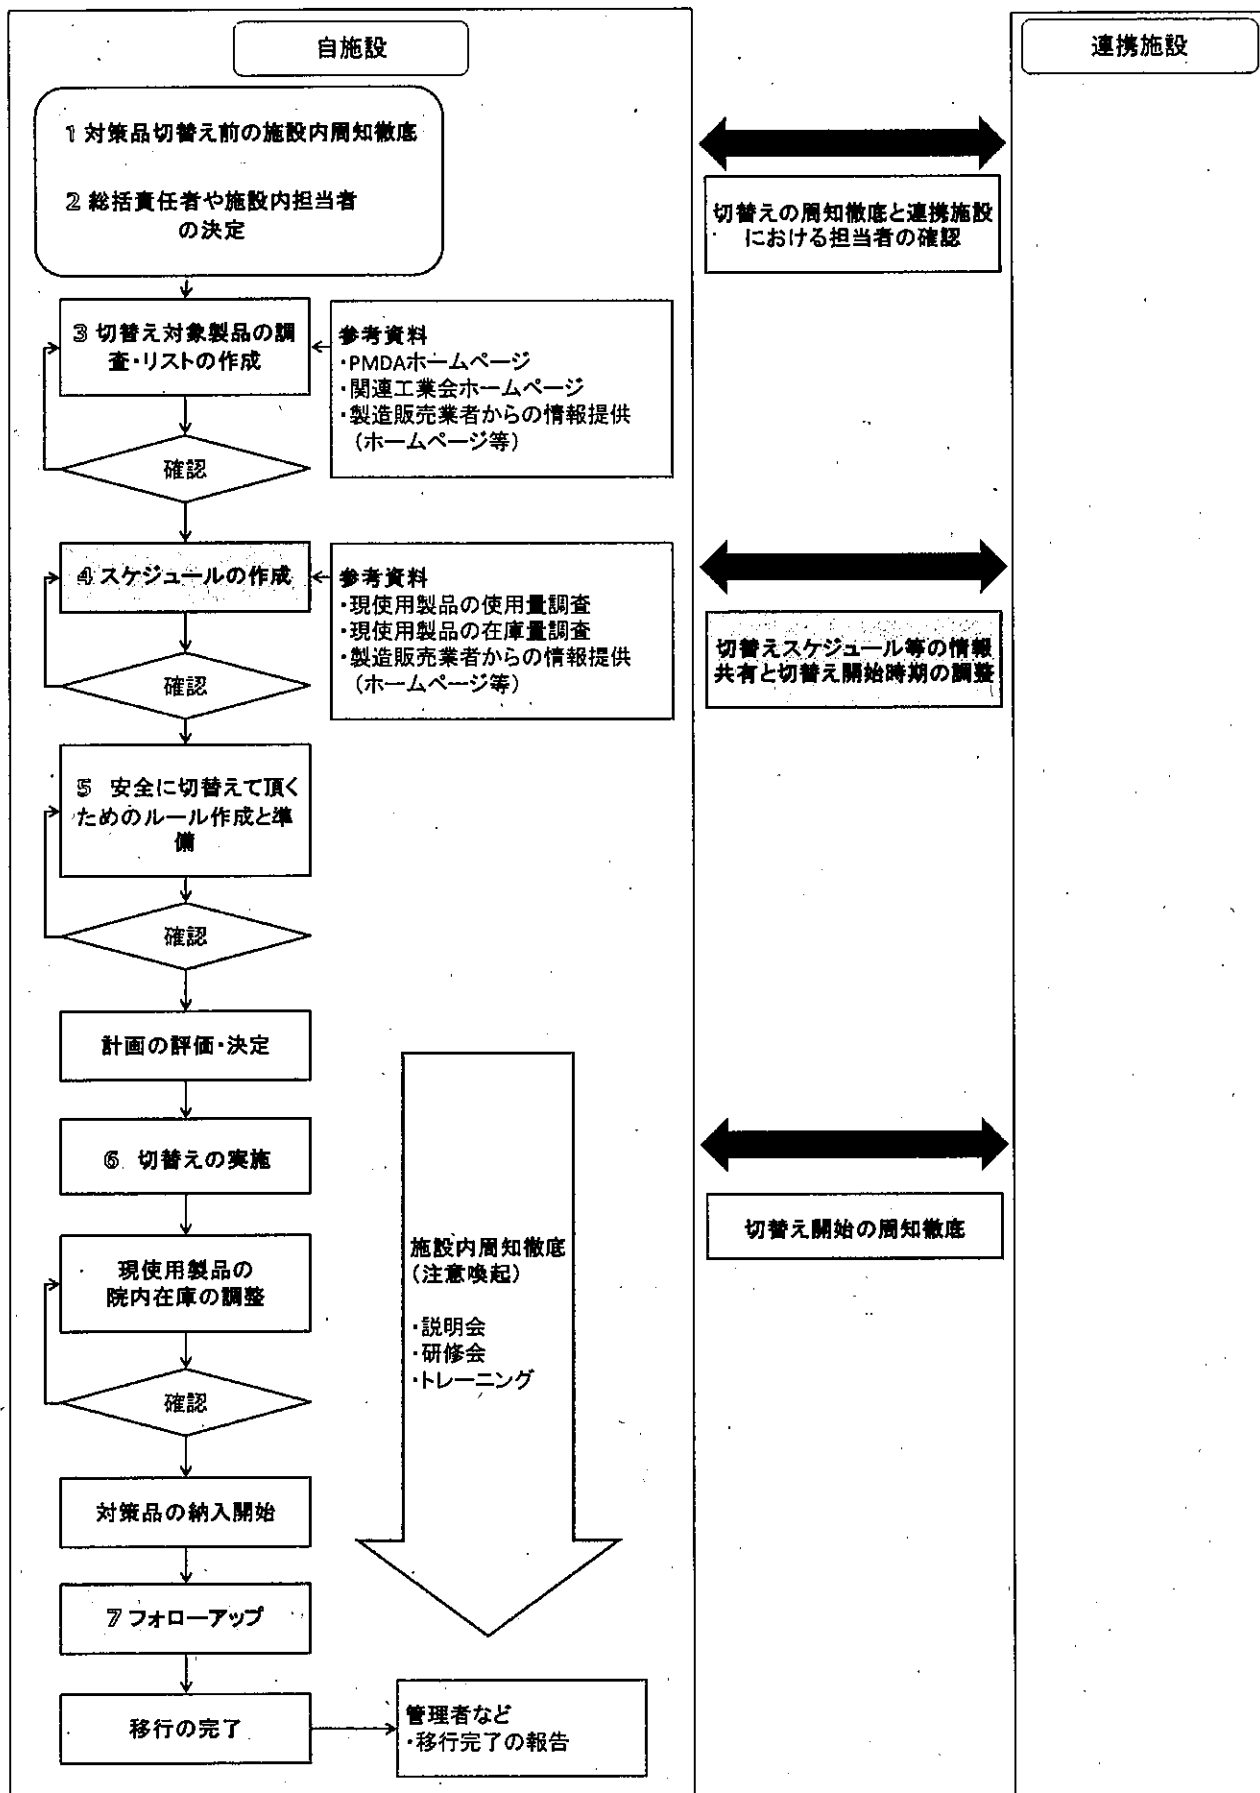 自施設
連携施設
1 対策品切替え前の施設内周知徹底
2 総括責任者や施設内担当者
の決定
切替えの周知徹底と連携施設
における担当者の確認
3 切替え対象製品の調
査・リストの作成
参考資料
・PMDAホームページ
・関連工業会ホームページ
・製造販売業者からの情報提供
(ホームページ等)
確認
4 スケジュールの作成
参考資料
・現使用製品の使用量調査
・現使用製品の在庫量調査
・製造販売業者からの情報提供
(ホームページ等)
切替えスケジュール等の情報
共有と切替え開始時期の調整
確認
5 安全に切替えて頂く
ためのルール作成と準
備
確認
計画の評価・決定
6 切替えの実施
切替え開始の周知徹底
現使用製品の
院内在庫の調整
施設内周知徹底
(注意喚起)
・説明会
・研修会
・トレーニング
確認
対策品の納入開始
7 フォローアップ
移行の完了
管理者など
・移行完了の報告